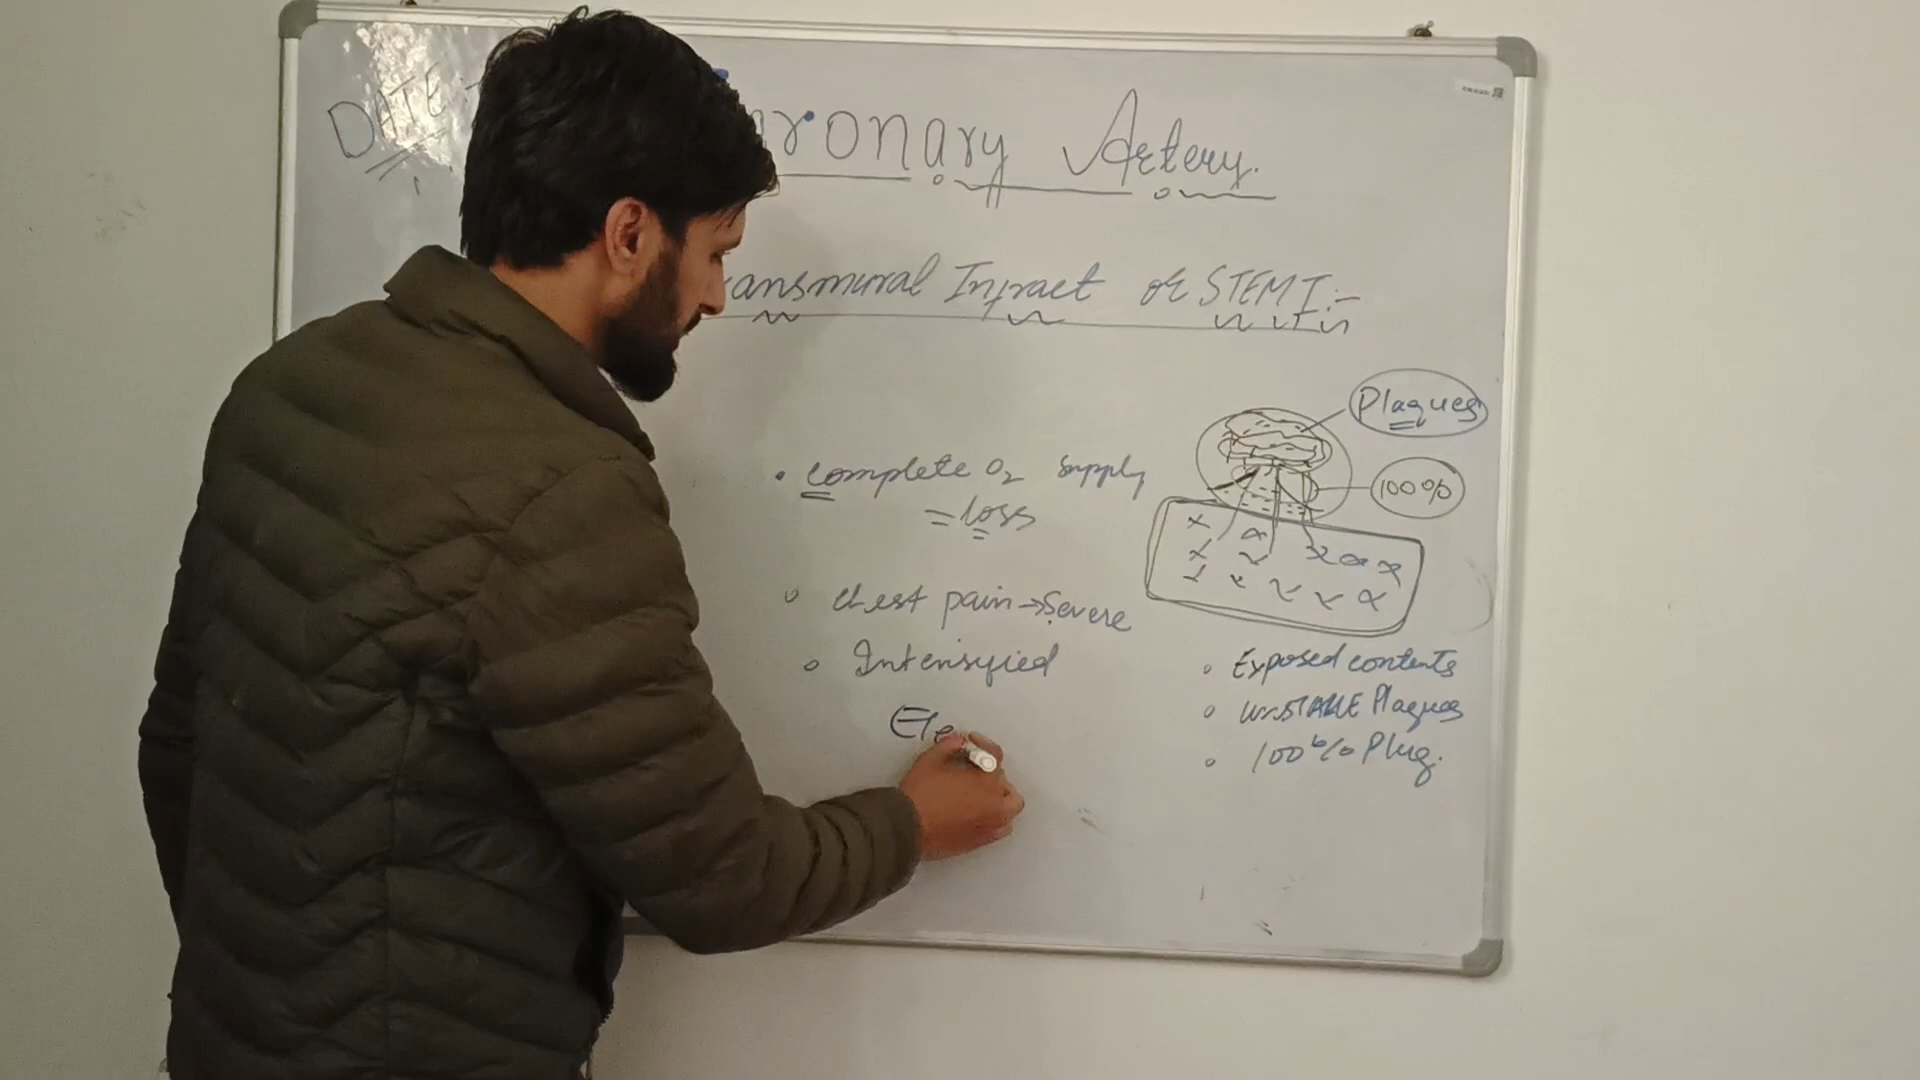 DATE
ronary Artery.
ansmural Infract or STEMI:-
Plaques
• Complete O2 supply
= loss
100%
x x x x x
o chest pain → Severe
o Intensified
Ele
o Exposed contents
o UNSTABLE Plaques
o 100% Plug.